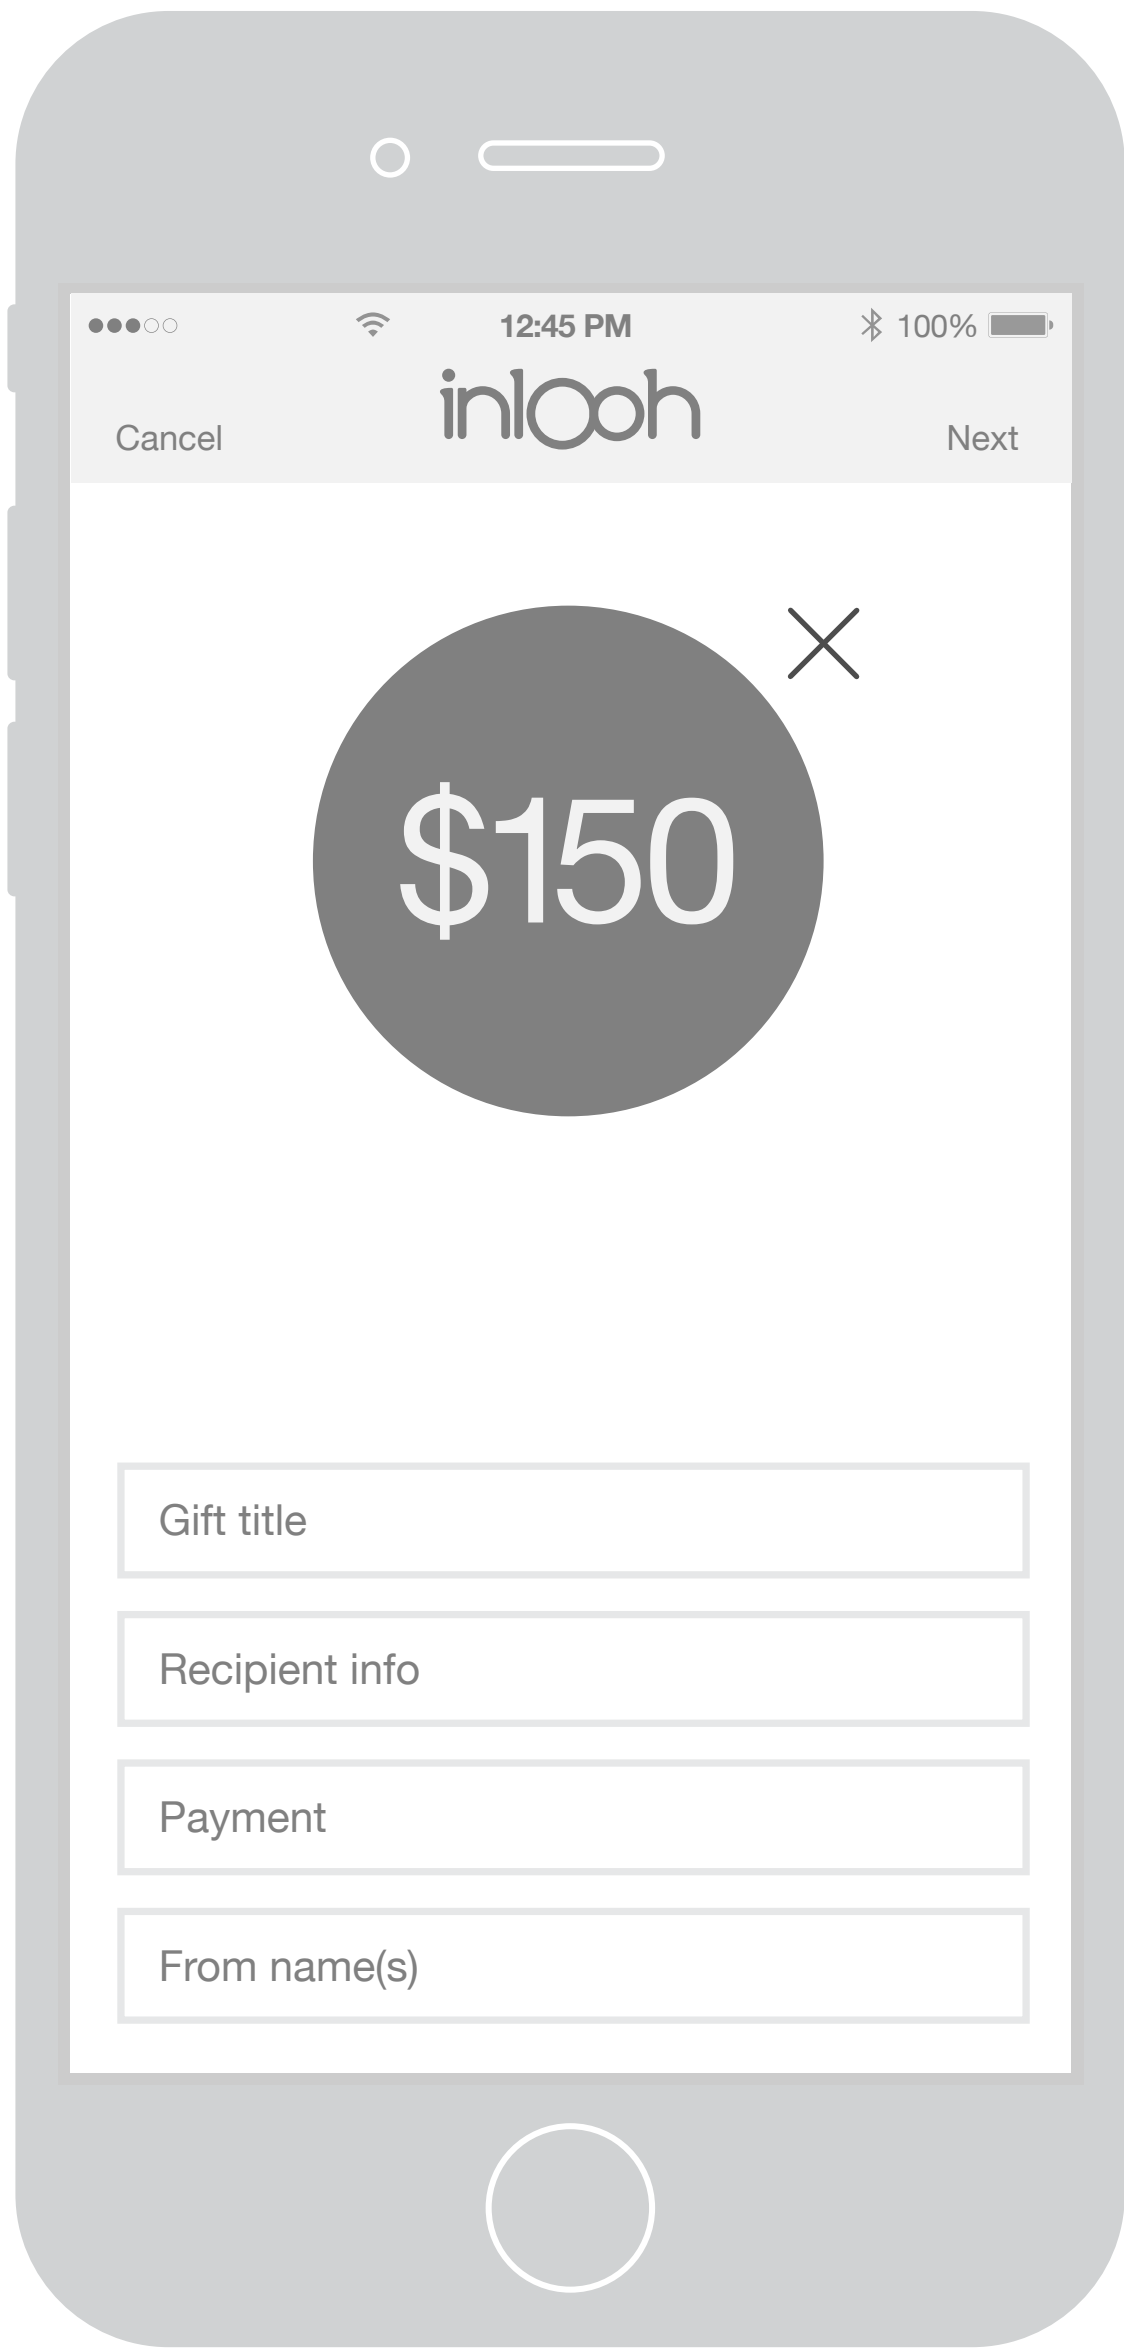 12:45 PM 100%
Cancel inlooh Next
$150
Gift title
Recipient info
Payment
From name(s)